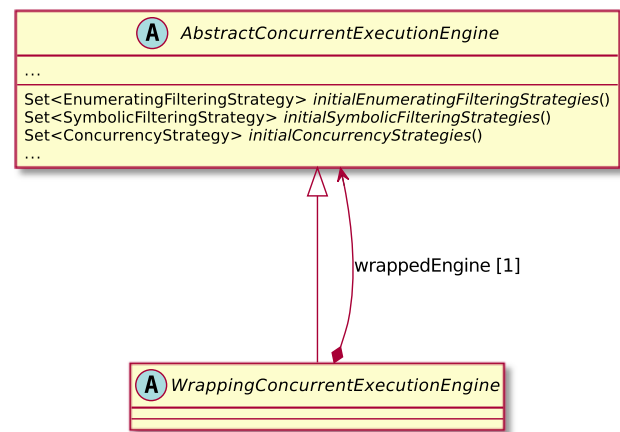 A AbstractConcurrentExecutionEngine
...
Set<EnumeratingFilteringStrategy> initialEnumeratingFilteringStrategies()
Set<SymbolicFilteringStrategy> initialSymbolicFilteringStrategies()
Set<ConcurrencyStrategy> initialConcurrencyStrategies()
...
wrappedEngine [1]
A WrappingConcurrentExecutionEngine